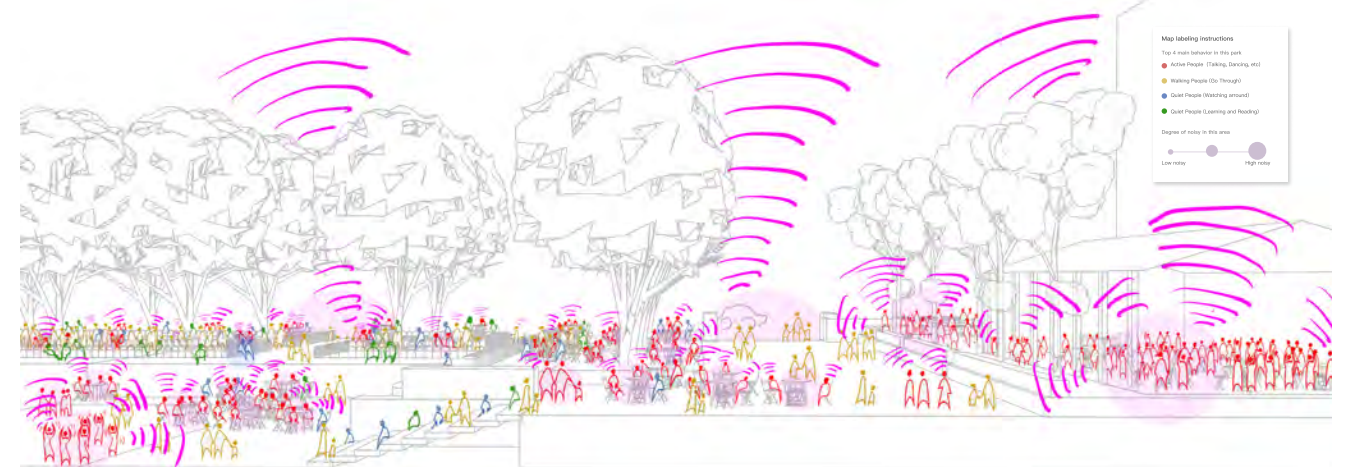 Map labeling instructions
Top 4 main behavior in this park
Active People (Talking, Dancing, etc)
Walking People (Go Through)
Quiet People (Watching arround)
Quiet People (Learning and Reading)
Degree of noisy in this area
Low noisy
High noisy